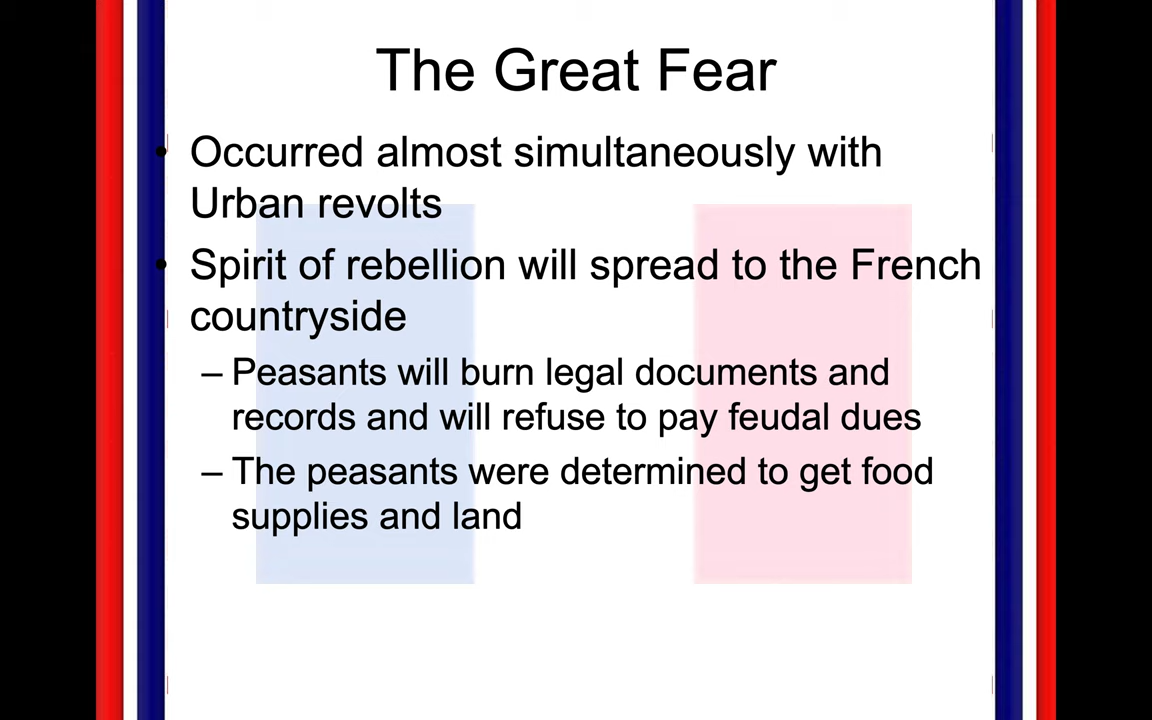 The Great Fear
• Occurred almost simultaneously with
Urban revolts
• Spirit of rebellion will spread to the French
countryside
– Peasants will burn legal documents and
records and will refuse to pay feudal dues
– The peasants were determined to get food
supplies and land